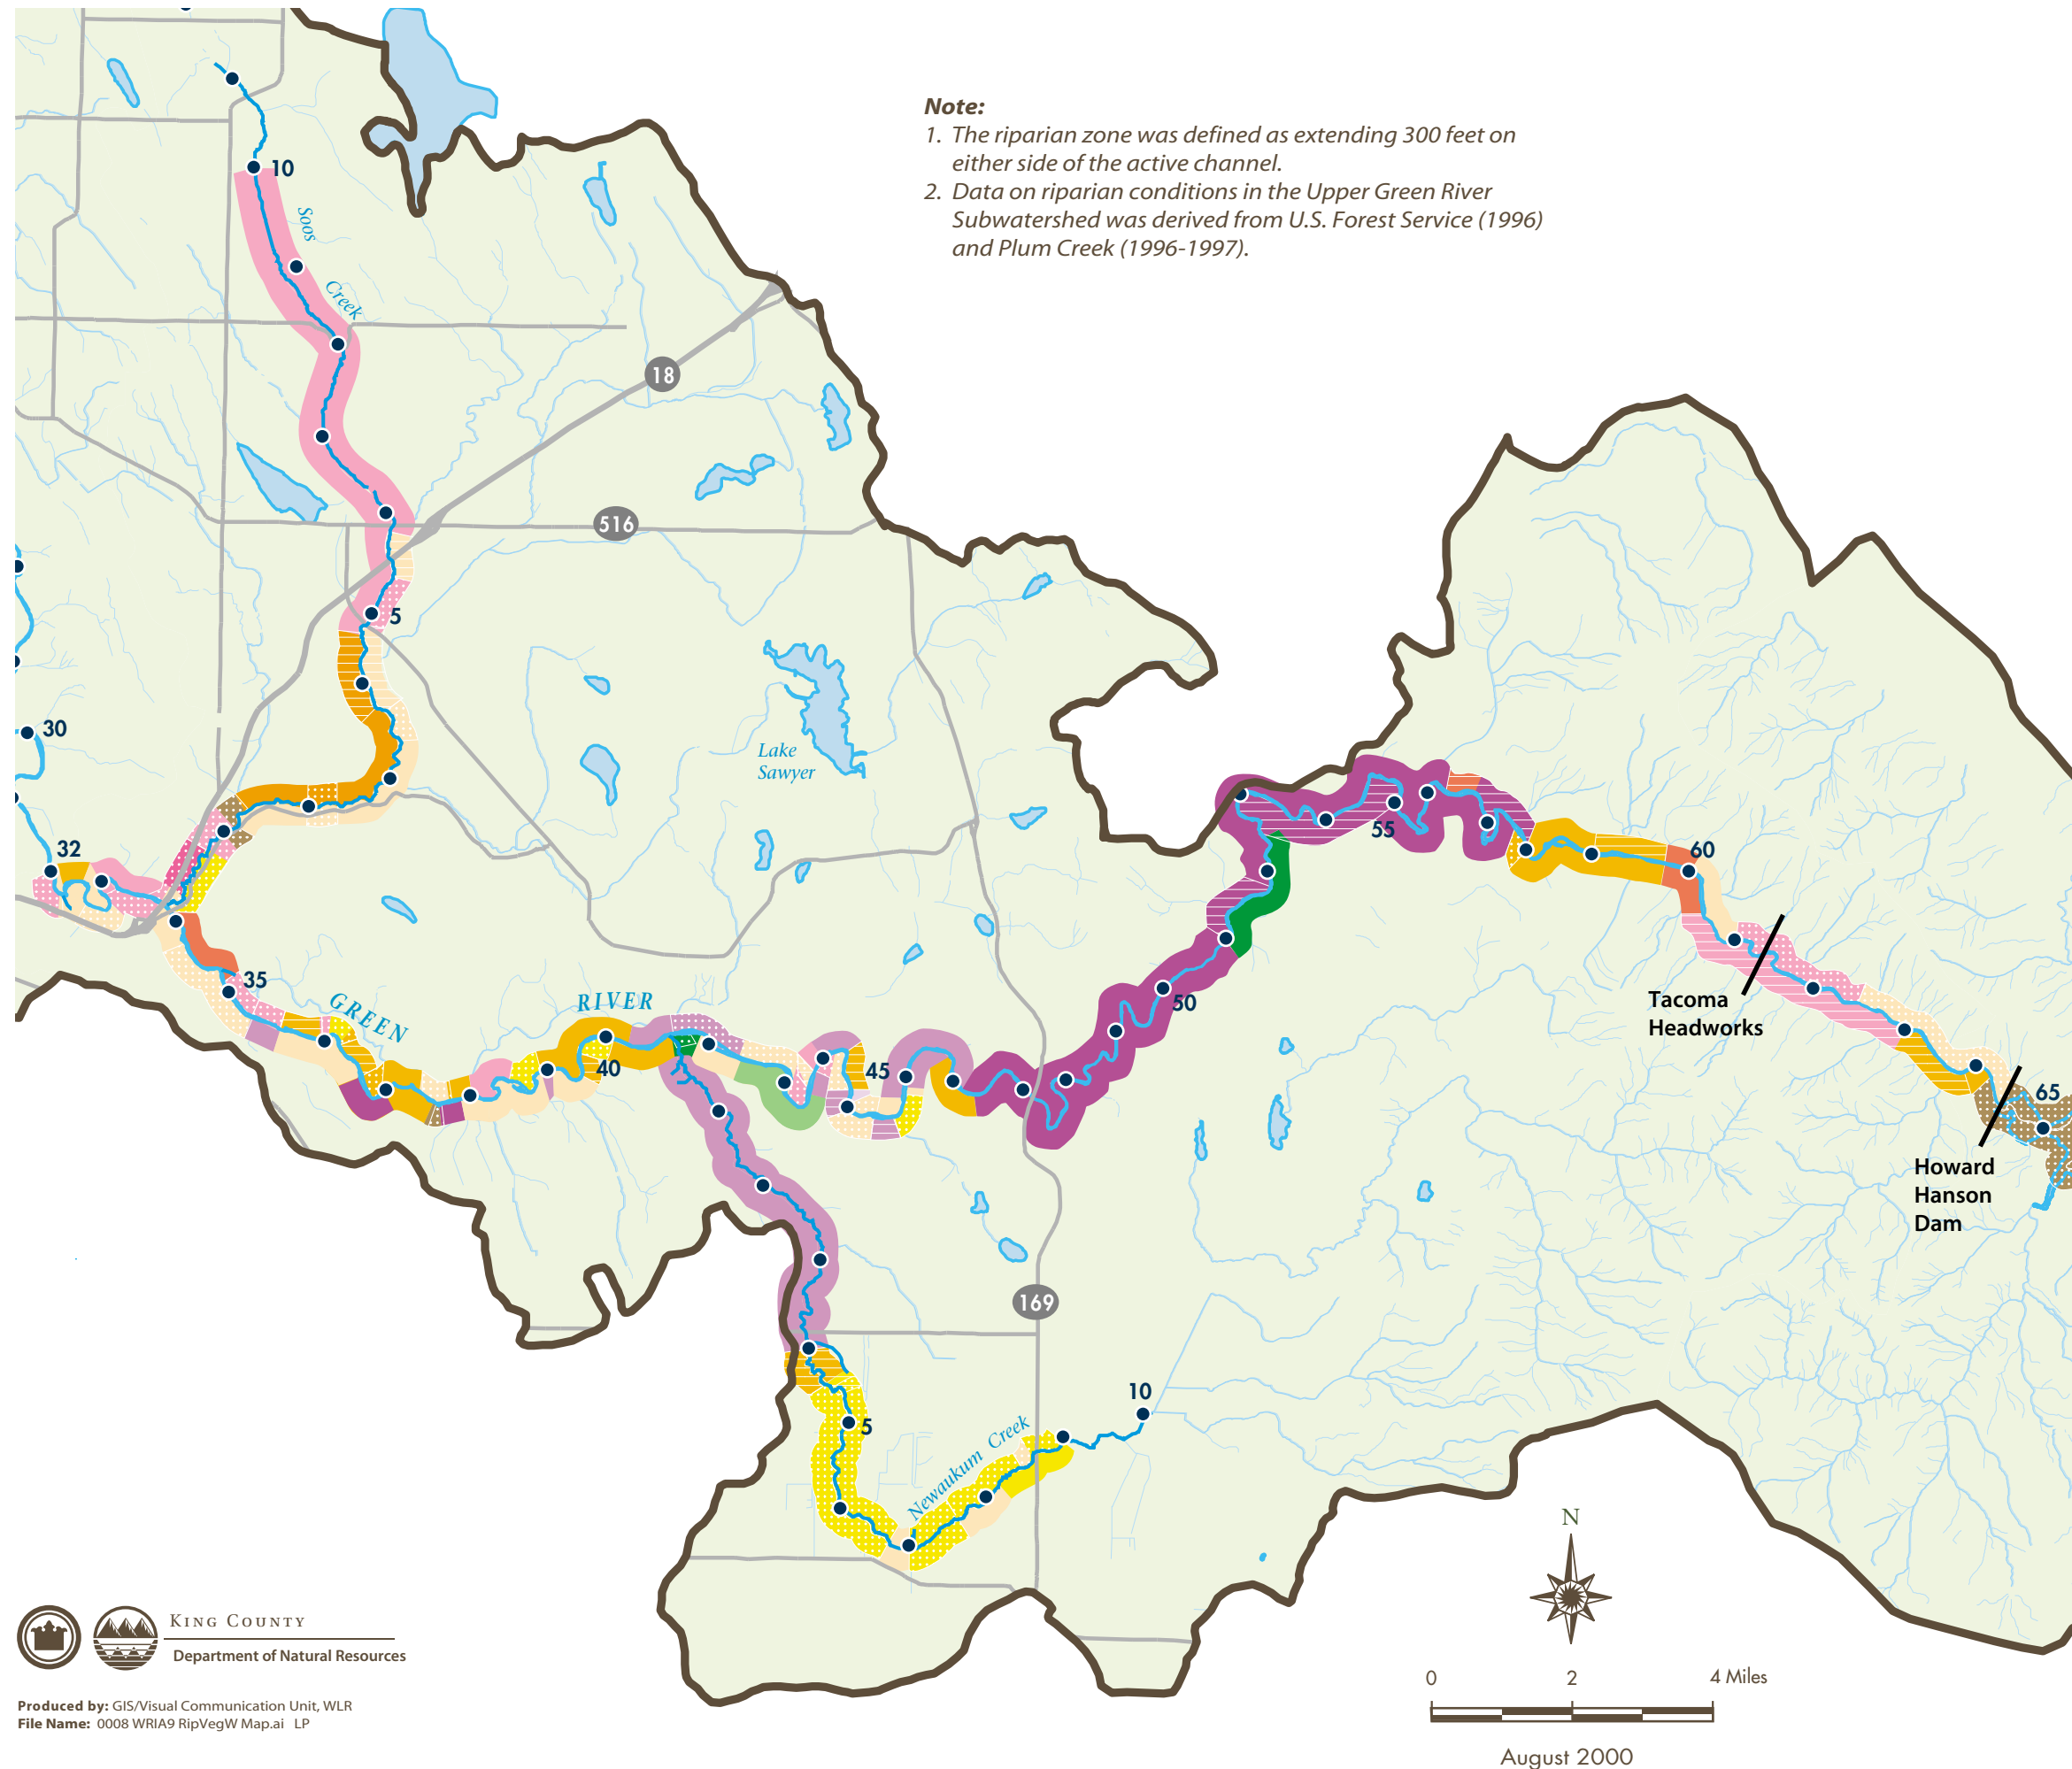 Note:
1. The riparian zone was defined as extending 300 feet on
either side of the active channel.
2. Data on riparian conditions in the Upper Green River
Subwatershed was derived from U.S. Forest Service (1996)
and Plum Creek (1996-1997).
10
Soos
Creek
18
516
5
30
Lake
Sawyer
32
55
60
35
GREEN
RIVER
40
45
50
Tacoma
Headworks
65
Howard
Hanson
Dam
169
10
5
Newaukum Creek
N
KING COUNTY
Department of Natural Resources
0 2 4 Miles
Produced by: GIS/Visual Communication Unit, WLR
File Name: 0008 WRIA9 RipVegW Map.ai LP
August 2000